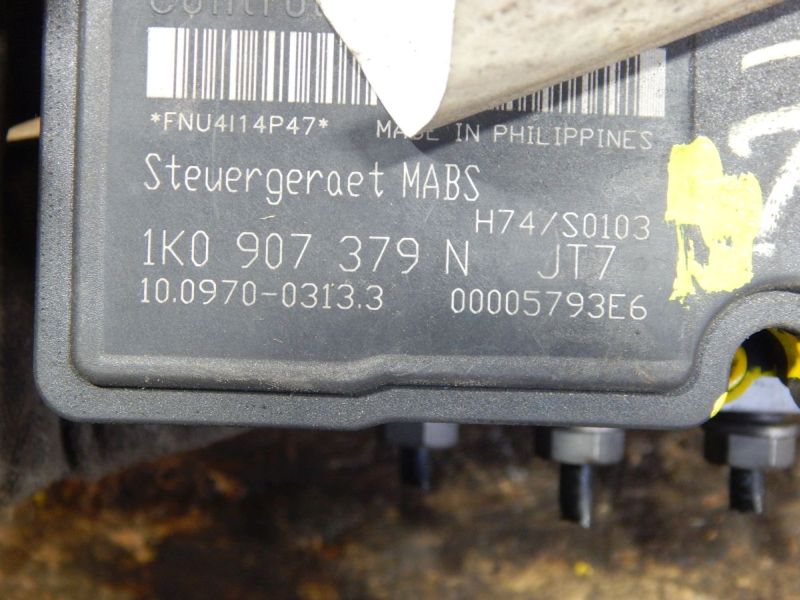 *FNU4I14P47* MADE IN PHILIPPINES
Steuergeraet MABS
H74/S0103
1K0 907 379 N JT7
10.0970-0313.3 00005793E6